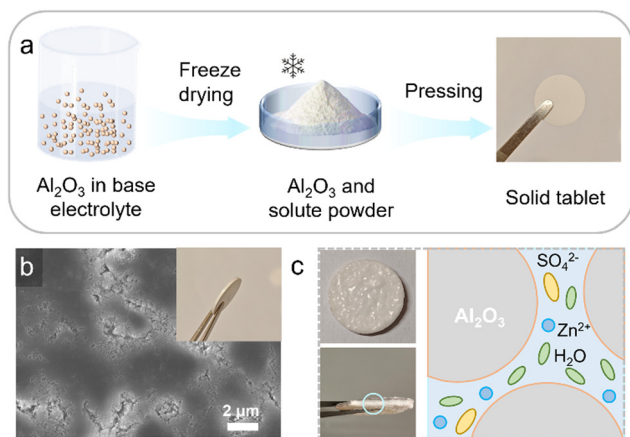 a
Freeze
drying
Pressing
Al₂O₃ in base
electrolyte
Al₂O₃ and
solute powder
Solid tablet
b
2 μm
c
SO₄²⁻
Al₂O₃
Zn²⁺
H₂O